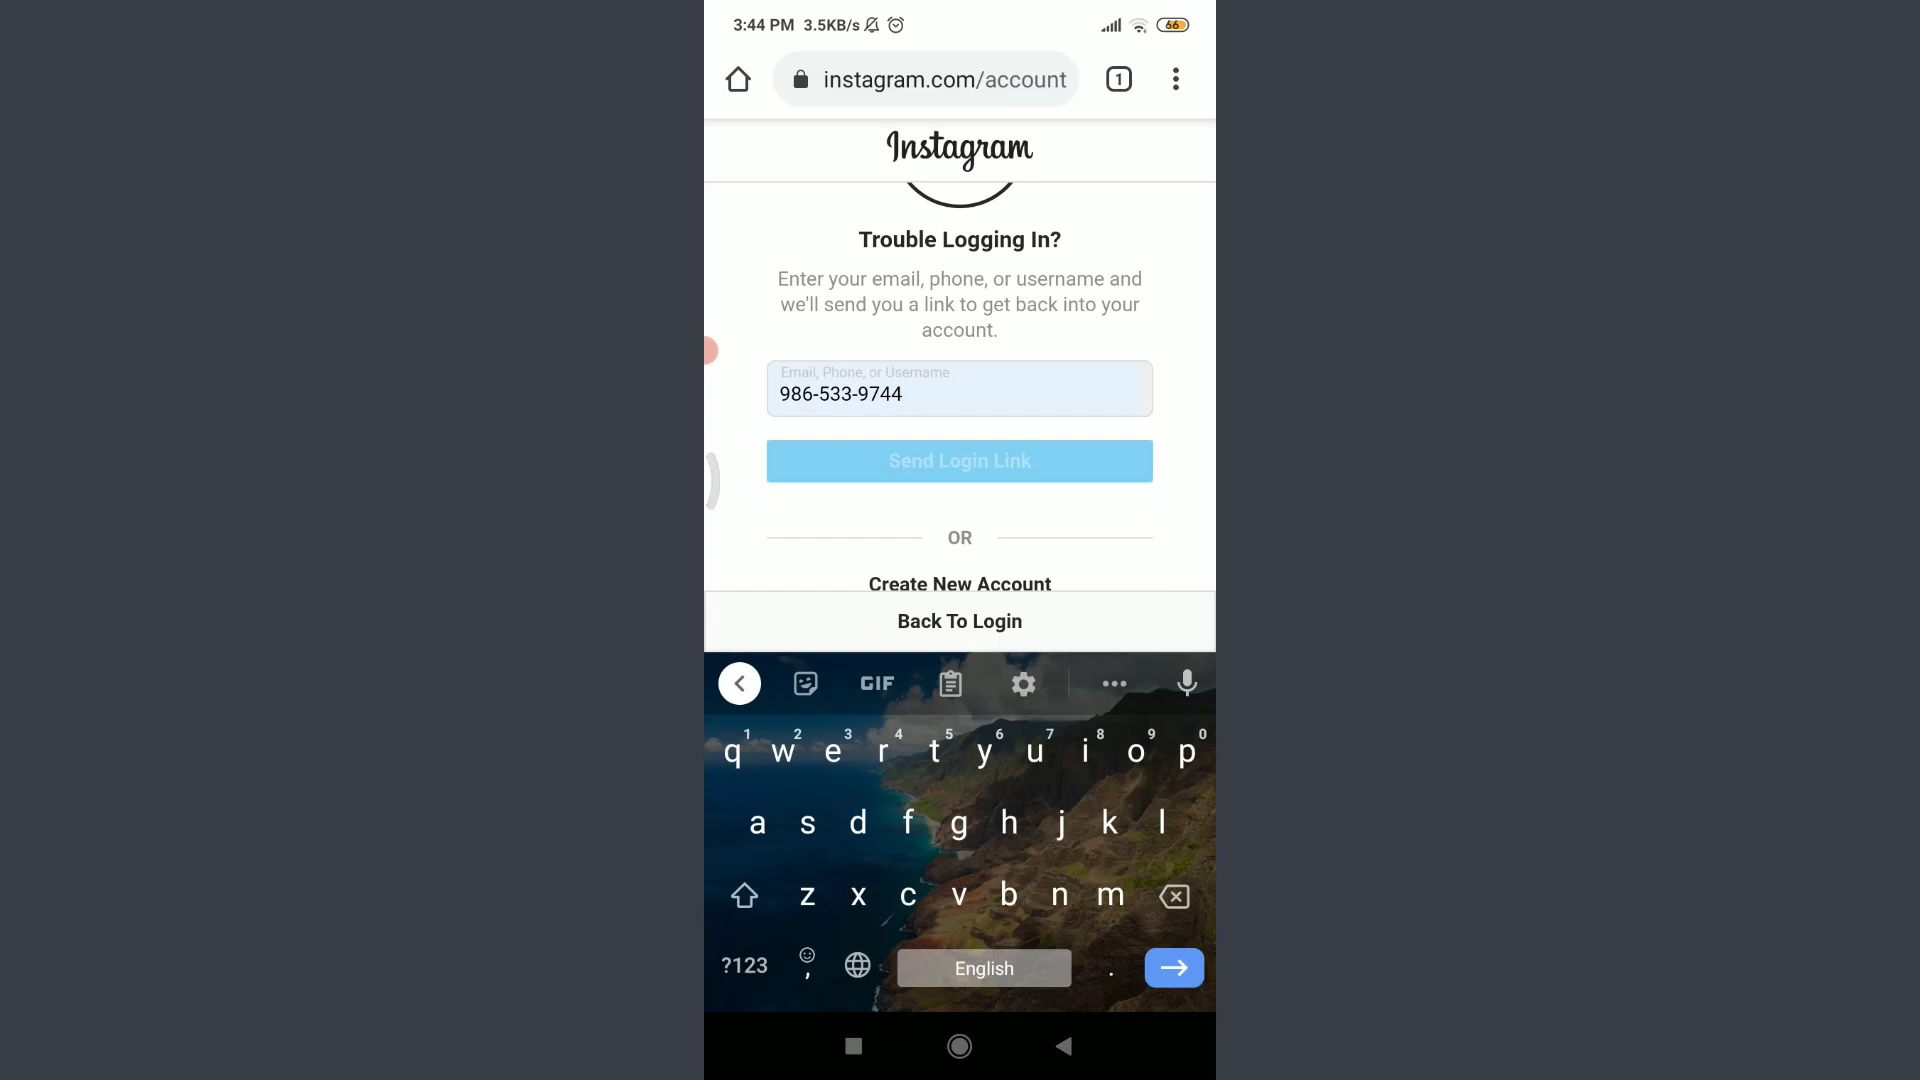 3:44 PM 3.5KB/s 66
instagram.com/account 1
Instagram
Trouble Logging In?
Enter your email, phone, or username and
we'll send you a link to get back into your
account.
Email, Phone, or Username
986-533-9744
Send Login Link
OR
Create New Account
Back To Login
GIF
1 2 3 4 5 6 7 8 9 0
q w e r t y u i o p
a s d f g h j k l
z x c v b n m
?123 , English .